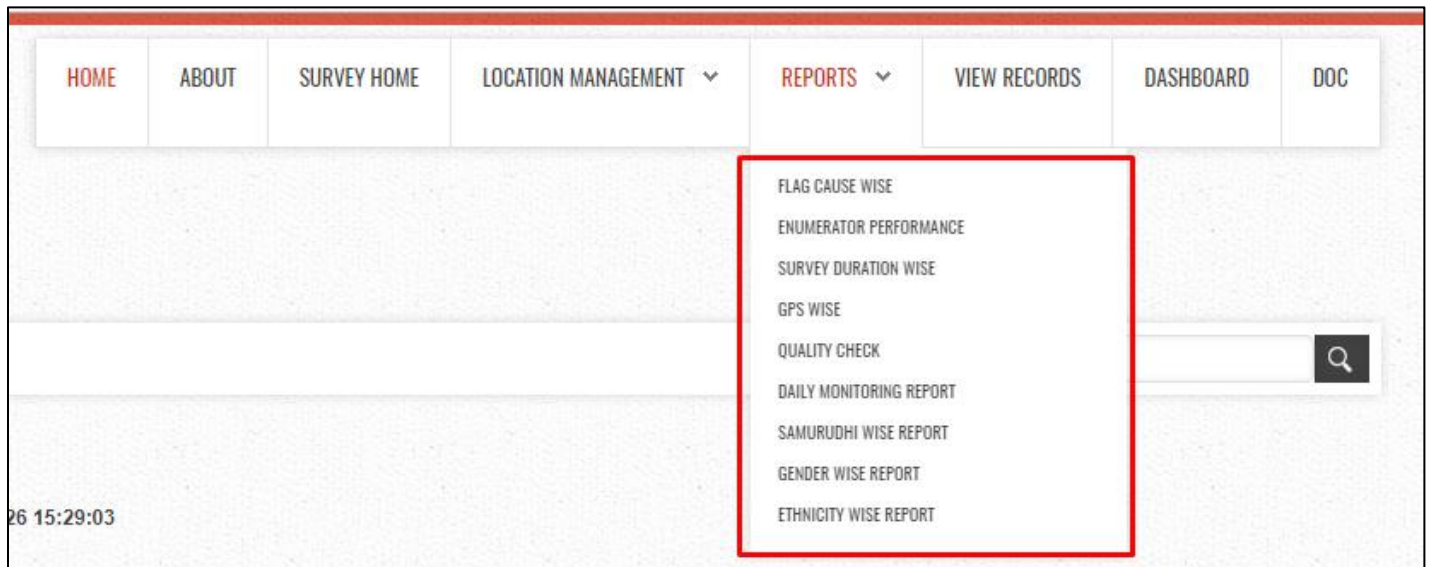 HOME ABOUT SURVEY HOME LOCATION MANAGEMENT REPORTS VIEW RECORDS DASHBOARD DOC
FLAG CAUSE WISE
ENUMERATOR PERFORMANCE
SURVEY DURATION WISE
GPS WISE
QUALITY CHECK
DAILY MONITORING REPORT
SAMURUDHI WISE REPORT
GENDER WISE REPORT
ETHNICITY WISE REPORT
26 15:29:03